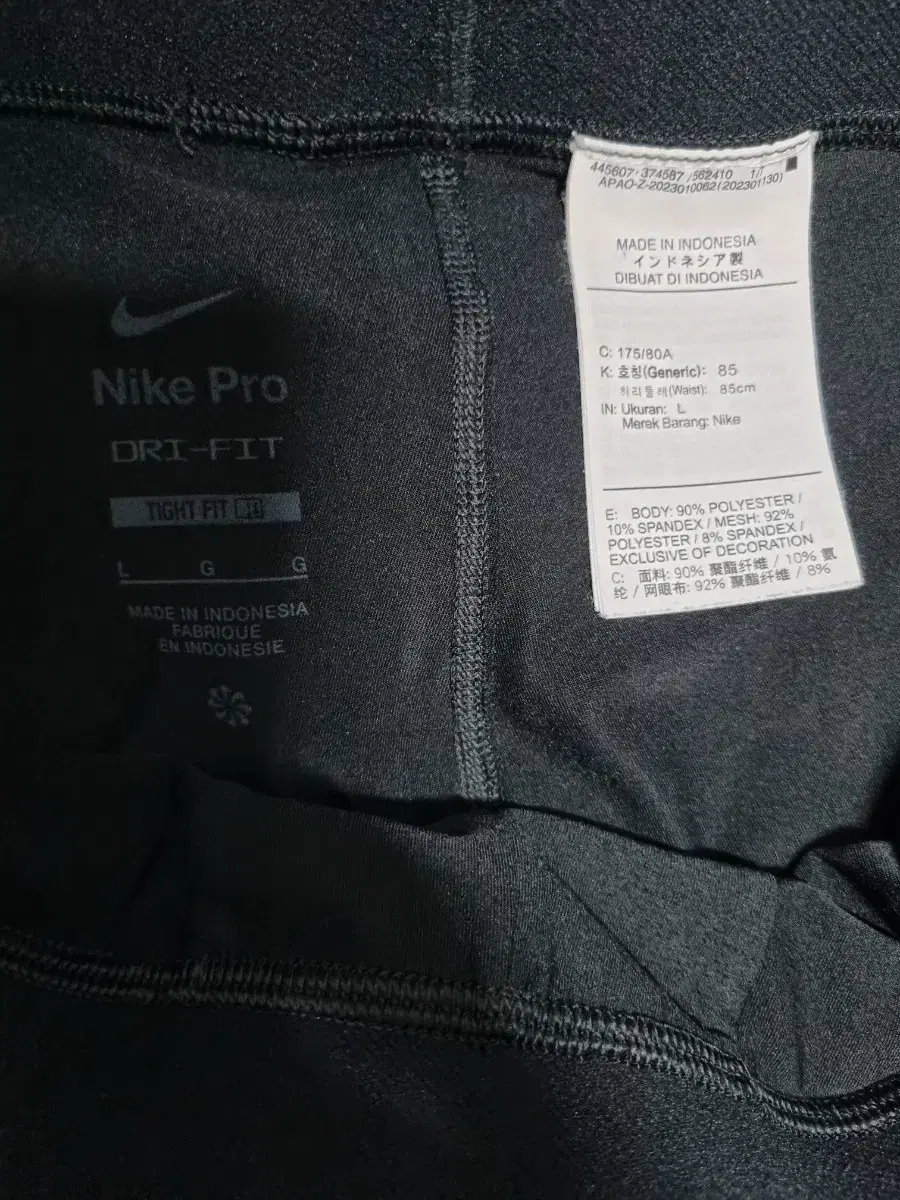 Nike Pro
DRI-FIT
TIGHT FIT
L G G
MADE IN INDONESIA
FABRIQUÉ
EN INDONESIE
445607-374587 /562410 1/7
APAO-Z-2023010062(20230130)
MADE IN INDONESIA
インドネシア製
DIBUAT DI INDONESIA
C: 175/80A
K: 호칭(Generic): 85
허리둘레(Waist): 85cm
IN: Ukuran: L
Merek Barang: Nike
E: BODY: 90% POLYESTER /
10% SPANDEX / MESH: 92%
POLYESTER / 8% SPANDEX /
EXCLUSIVE OF DECORATION
C: 面料: 90% 聚酯纤维 / 10% 氨
纶 / 网眼布: 92% 聚酯纤维 / 8%